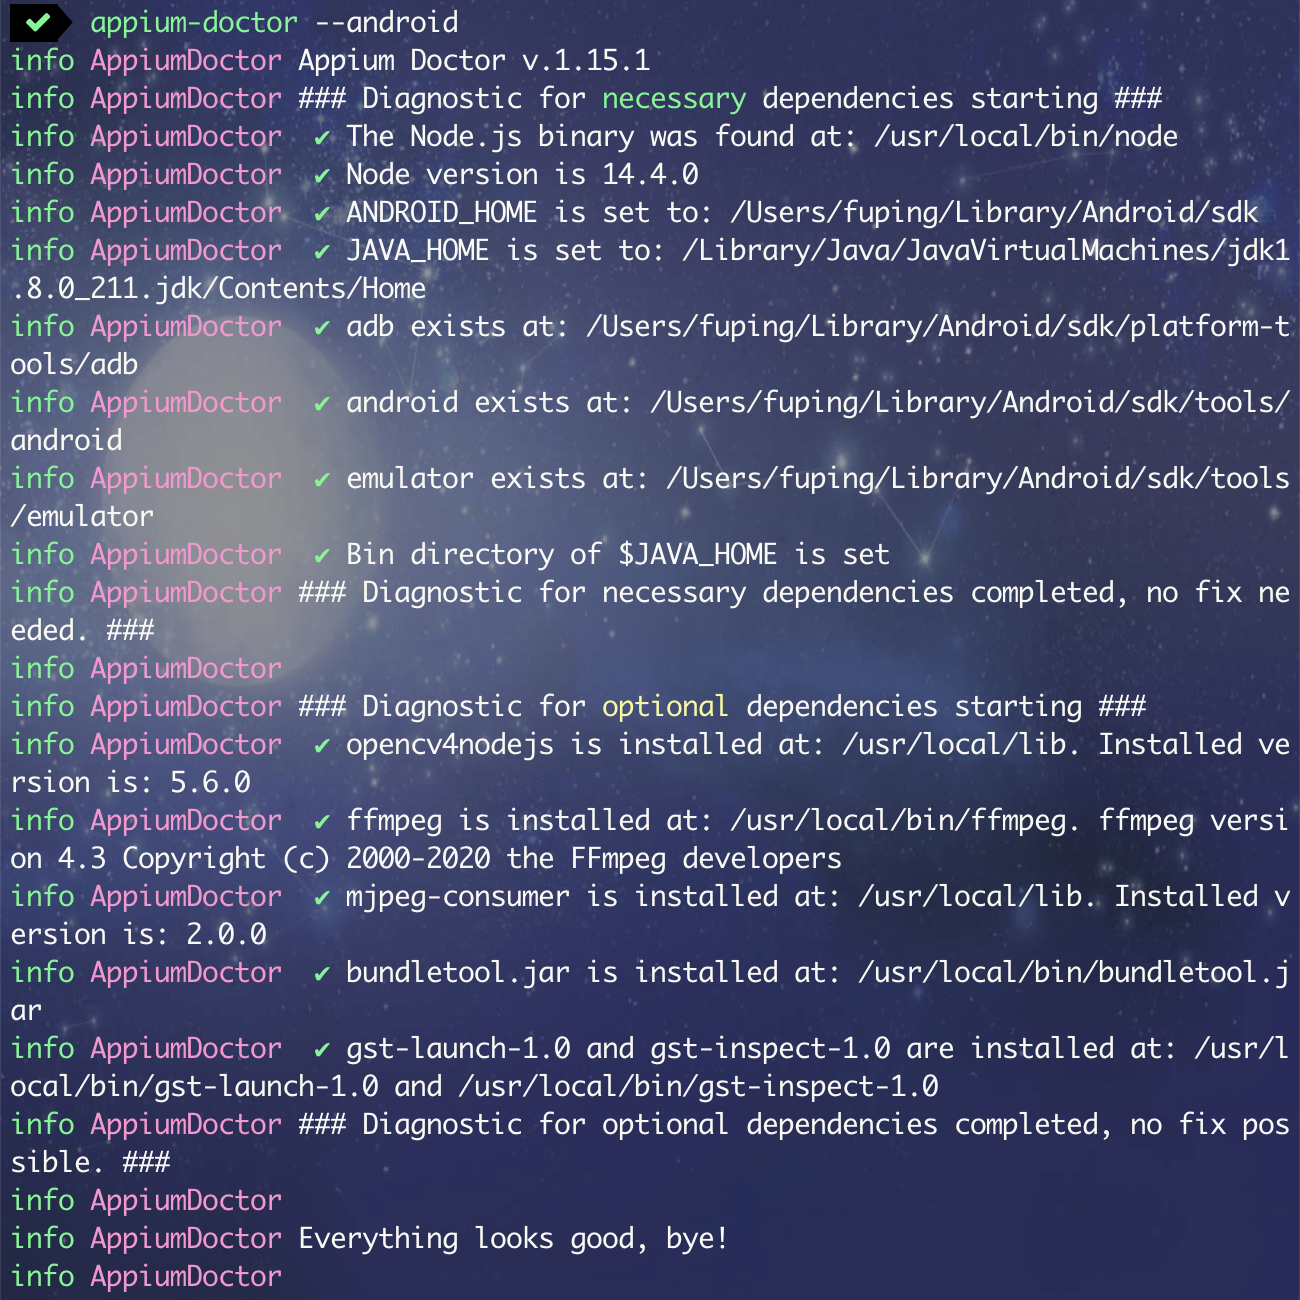 ✔ appium-doctor --android
info AppiumDoctor Appium Doctor v.1.15.1
info AppiumDoctor ### Diagnostic for necessary dependencies starting ###
info AppiumDoctor  ✔ The Node.js binary was found at: /usr/local/bin/node
info AppiumDoctor  ✔ Node version is 14.4.0
info AppiumDoctor  ✔ ANDROID_HOME is set to: /Users/fuping/Library/Android/sdk
info AppiumDoctor  ✔ JAVA_HOME is set to: /Library/Java/JavaVirtualMachines/jdk1
.8.0_211.jdk/Contents/Home
info AppiumDoctor  ✔ adb exists at: /Users/fuping/Library/Android/sdk/platform-t
ools/adb
info AppiumDoctor  ✔ android exists at: /Users/fuping/Library/Android/sdk/tools/
android
info AppiumDoctor  ✔ emulator exists at: /Users/fuping/Library/Android/sdk/tools
/emulator
info AppiumDoctor  ✔ Bin directory of $JAVA_HOME is set
info AppiumDoctor ### Diagnostic for necessary dependencies completed, no fix ne
eded. ###
info AppiumDoctor
info AppiumDoctor ### Diagnostic for optional dependencies starting ###
info AppiumDoctor  ✔ opencv4nodejs is installed at: /usr/local/lib. Installed ve
rsion is: 5.6.0
info AppiumDoctor  ✔ ffmpeg is installed at: /usr/local/bin/ffmpeg. ffmpeg versi
on 4.3 Copyright (c) 2000-2020 the FFmpeg developers
info AppiumDoctor  ✔ mjpeg-consumer is installed at: /usr/local/lib. Installed v
ersion is: 2.0.0
info AppiumDoctor  ✔ bundletool.jar is installed at: /usr/local/bin/bundletool.j
ar
info AppiumDoctor  ✔ gst-launch-1.0 and gst-inspect-1.0 are installed at: /usr/l
ocal/bin/gst-launch-1.0 and /usr/local/bin/gst-inspect-1.0
info AppiumDoctor ### Diagnostic for optional dependencies completed, no fix pos
sible. ###
info AppiumDoctor
info AppiumDoctor Everything looks good, bye!
info AppiumDoctor